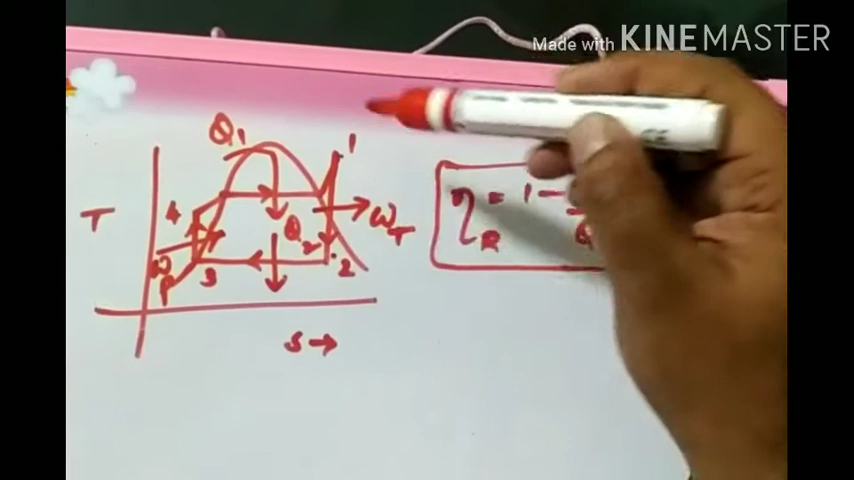 Made with KINEMASTER
Q1
1
T
4
Q2
WT
WP
3
2
S →
η = 1 -
R
Q